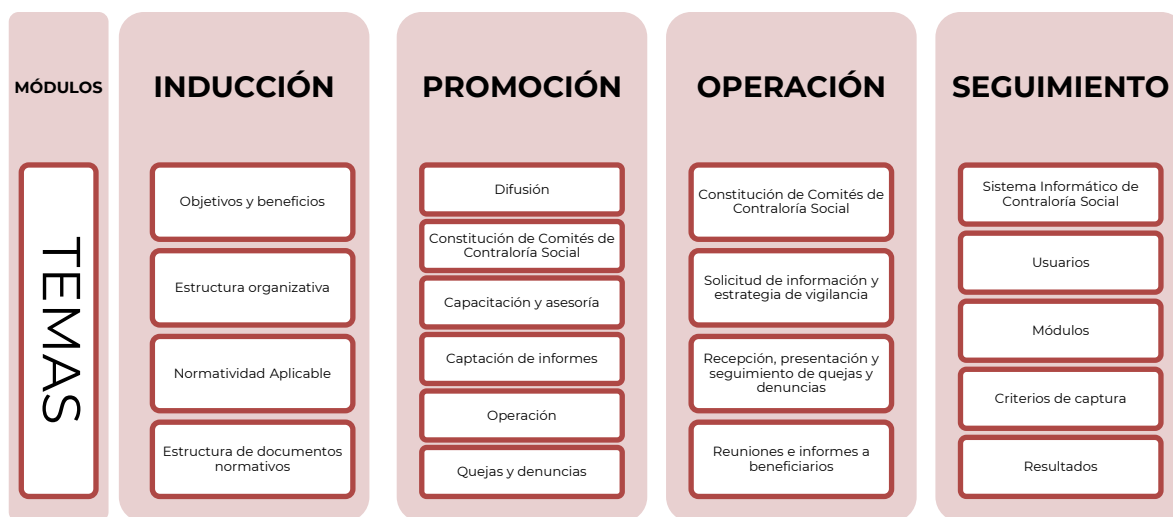 MÓDULOS
TEMAS
INDUCCIÓN
Objetivos y beneficios
Estructura organizativa
Normatividad Aplicable
Estructura de documentos
normativos
PROMOCIÓN
Difusión
Constitución de Comités de
Contraloría Social
Capacitación y asesoría
Captación de informes
Operación
Quejas y denuncias
OPERACIÓN
Constitución de Comités de
Contraloría Social
Solicitud de información y
estrategia de vigilancia
Recepción, presentación y
seguimiento de quejas y
denuncias
Reuniones e informes a
beneficiarios
SEGUIMIENTO
Sistema Informático de
Contraloría Social
Usuarios
Módulos
Criterios de captura
Resultados